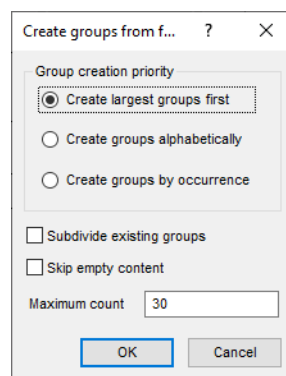 Create groups from f... ?
Group creation priority
Create largest groups first
Create groups alphabetically
Create groups by occurrence
Subdivide existing groups
Skip empty content
Maximum count 30
OK Cancel